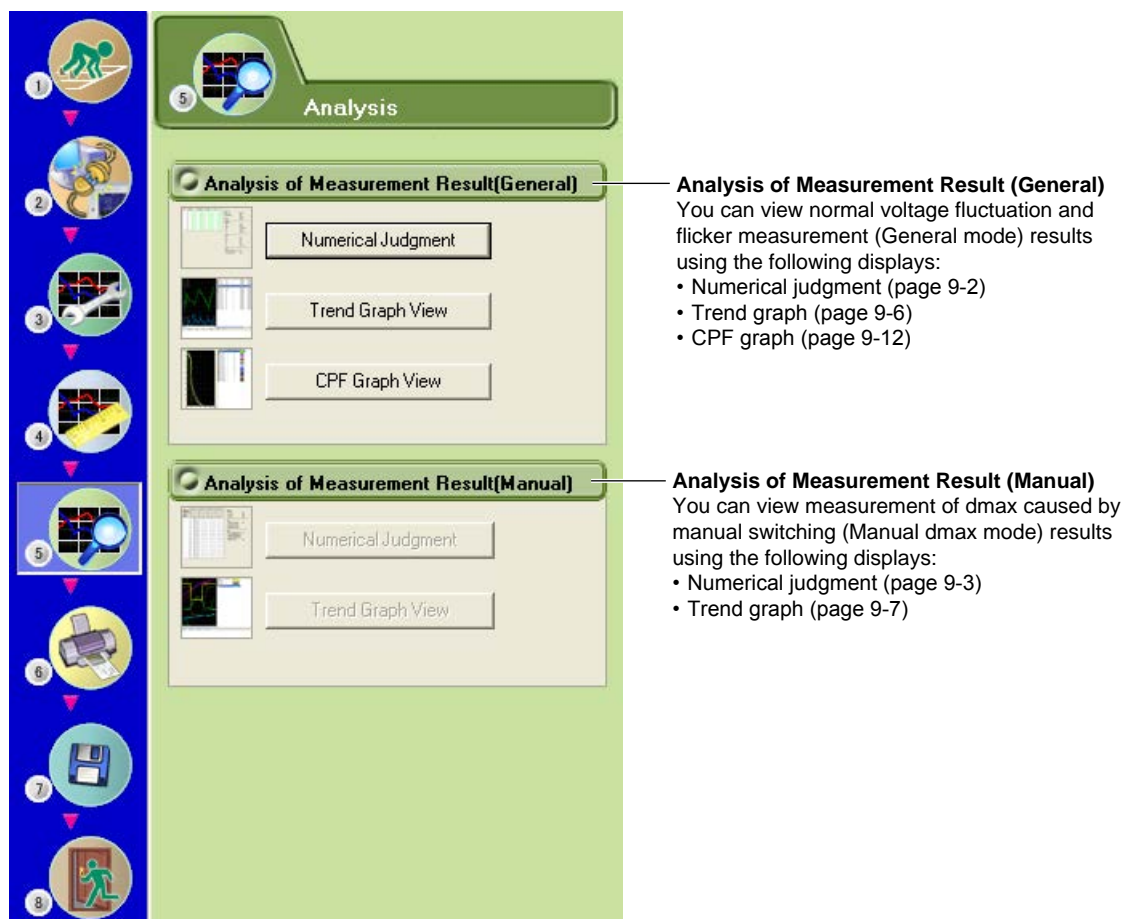 1
2
3
4
5
6
7
8
5
Analysis
Analysis of Measurement Result(General)
Numerical Judgment
Trend Graph View
CPF Graph View
Analysis of Measurement Result(Manual)
Numerical Judgment
Trend Graph View
Analysis of Measurement Result (General)
You can view normal voltage fluctuation and
flicker measurement (General mode) results
using the following displays:
• Numerical judgment (page 9-2)
• Trend graph (page 9-6)
• CPF graph (page 9-12)
Analysis of Measurement Result (Manual)
You can view measurement of dmax caused by
manual switching (Manual dmax mode) results
using the following displays:
• Numerical judgment (page 9-3)
• Trend graph (page 9-7)